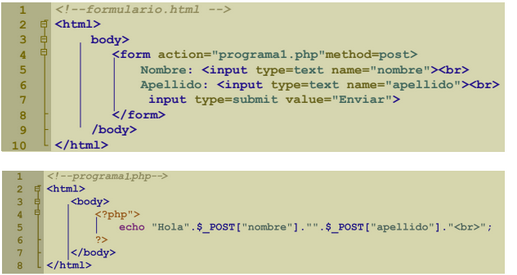 1 <!--formulario.html -->
2 <html>
3 body>
4 <form action="programa1.php"method=post>
5 Nombre: <input type=text name="nombre"><br>
6 Apellido: <input type=text name="apellido"><br>
7 input type=submit value="Enviar">
8 </form>
9 /body>
10 </html>
1 <!--programa1php-->
2 <html>
3 <body>
4 <?php">
5 echo "Hola".$_POST["nombre"]."".$_POST["apellido"]."<br>";
6 ?>
7 </body>
8 </html>